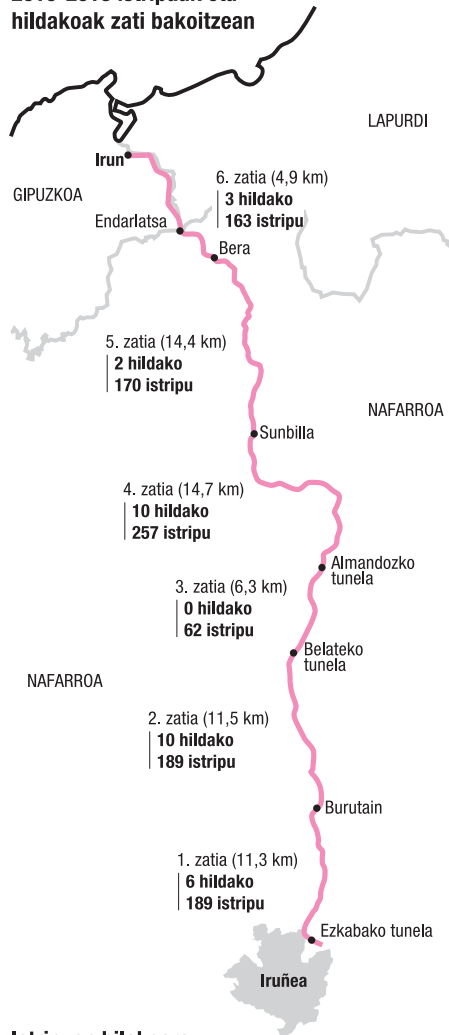 hildakoak zati bakoitzean
LAPURDI
Irun
GIPUZKOA
6. zatia (4,9 km)
3 hildako
163 istripu
Endarlatsa
Bera
5. zatia (14,4 km)
2 hildako
170 istripu
NAFARROA
Sunbilla
4. zatia (14,7 km)
10 hildako
257 istripu
Almandozko
tunela
3. zatia (6,3 km)
0 hildako
62 istripu
Belateko
tunela
NAFARROA
2. zatia (11,5 km)
10 hildako
189 istripu
Burutain
1. zatia (11,3 km)
6 hildako
189 istripu
Ezkabako tunela
Iruñea